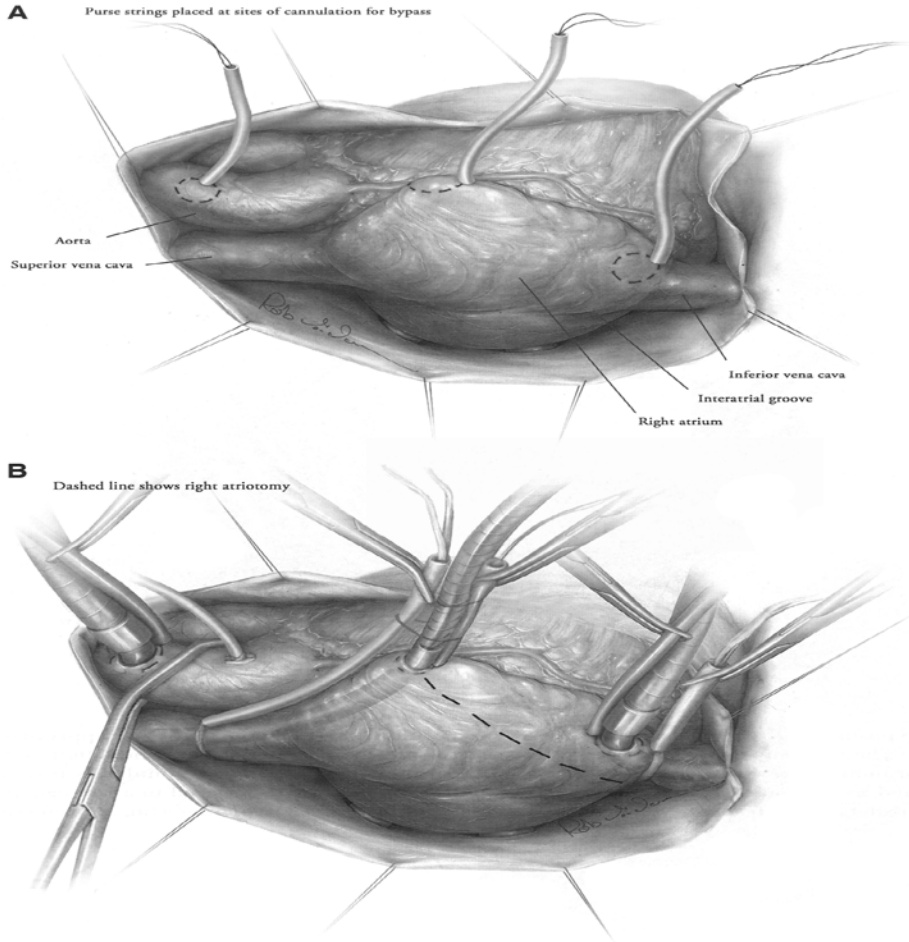 A
Purse strings placed at sites of cannulation for bypass
Aorta
Superior vena cava
Inferior vena cava
Interatrial groove
Right atrium
B
Dashed line shows right atriotomy